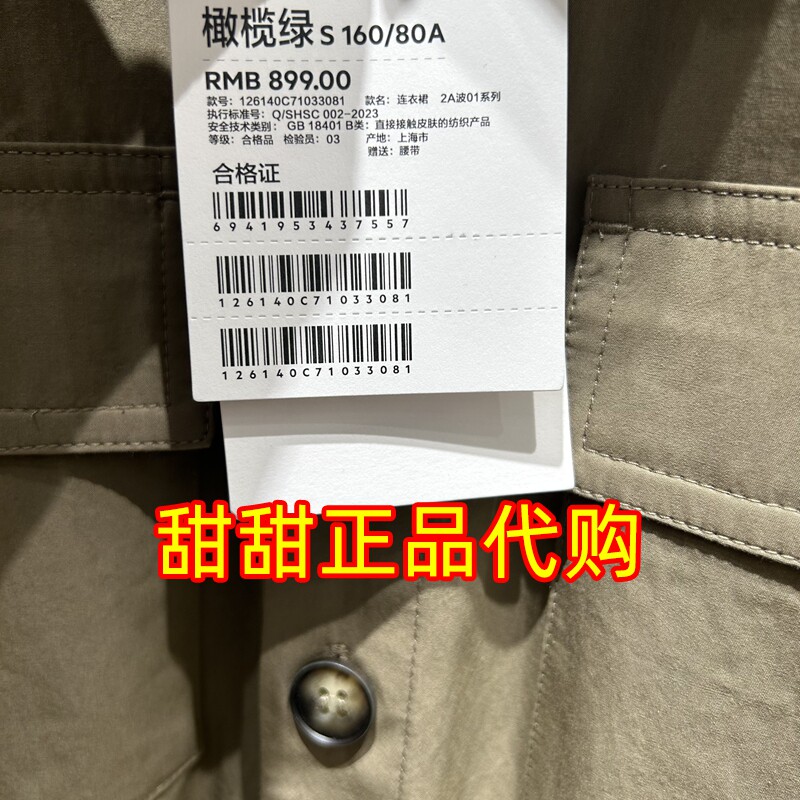 橄榄绿 S 160/80A
RMB 899.00
款号：126140C71033081 款名：连衣裙 2A波01系列
执行标准号：Q/SHSC 002-2023
安全技术类别： GB 18401 B类：直接接触皮肤的纺织产品
等级：合格品 检验员：03 产地：上海市
赠送：腰带
合格证
6941953437557
126140C71033081
126140C71033081
甜甜正品代购